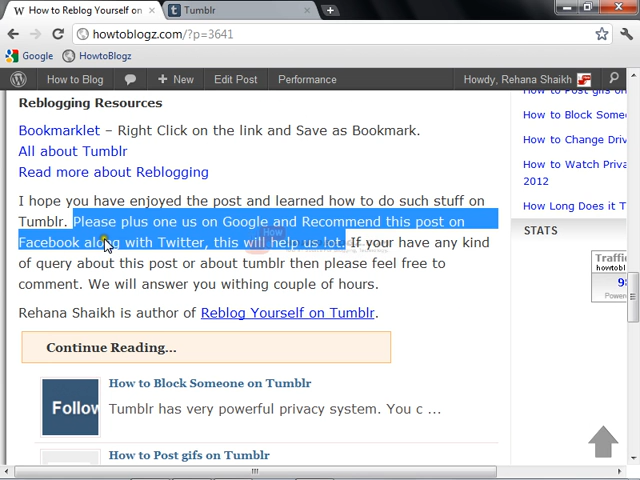 How to Reblog Yourself on
Tumblr
howtoblogz.com/?p=3641
Google
HowtoBlogz
How to Blog
New
Edit Post
Performance
Howdy, Rehana Shaikh
Reblogging Resources
Bookmarklet – Right Click on the link and Save as Bookmark.
All about Tumblr
Read more about Reblogging
I hope you have enjoyed the post and learned how to do such stuff on
Tumblr. Please plus one us on Google and Recommend this post on
Facebook along with Twitter, this will help us lot. If your have any kind
of query about this post or about tumblr then please feel free to
comment. We will answer you withing couple of hours.
Rehana Shaikh is author of Reblog Yourself on Tumblr.
Continue Reading...
Follow
How to Block Someone on Tumblr
Tumblr has very powerful privacy system. You c ...
How to Post gifs on Tumblr
How to Post gifs o
How to Block Some
How to Change Driv
How to Watch Priva
2012
How Long Does it T
STATS
Traffi
howtobl
98
Powere